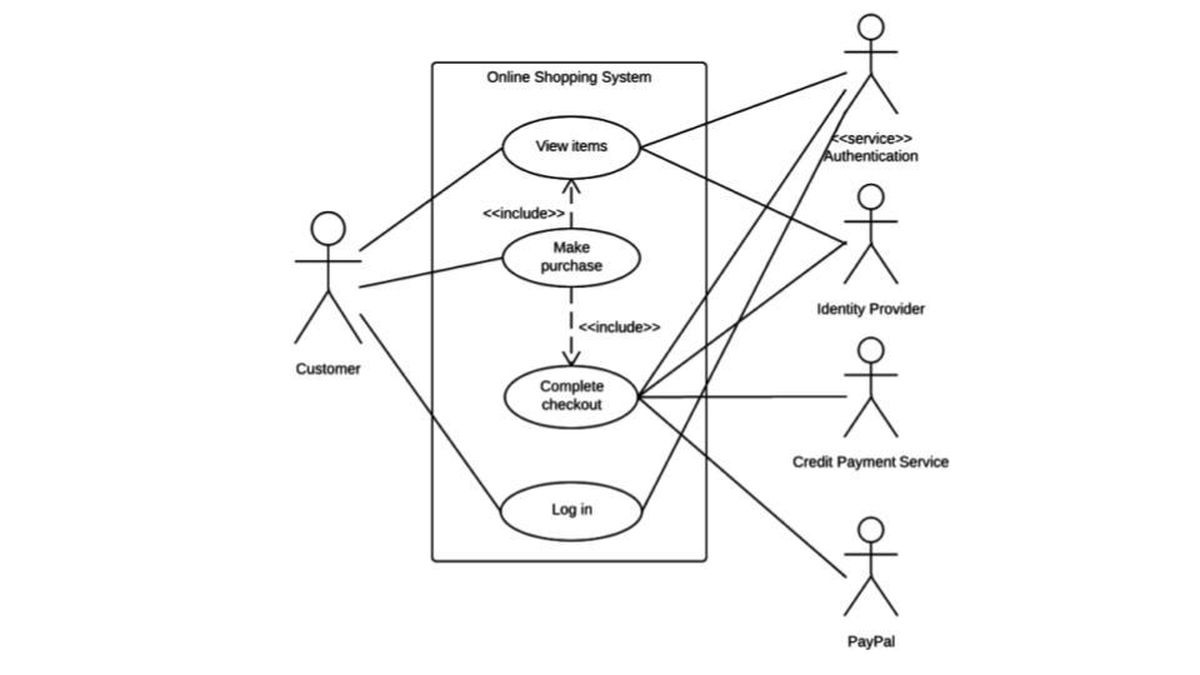 Online Shopping System
View items
<<include>>
Make
purchase
<<include>>
Complete
checkout
Log in
Customer
<<service>>
Authentication
Identity Provider
Credit Payment Service
PayPal